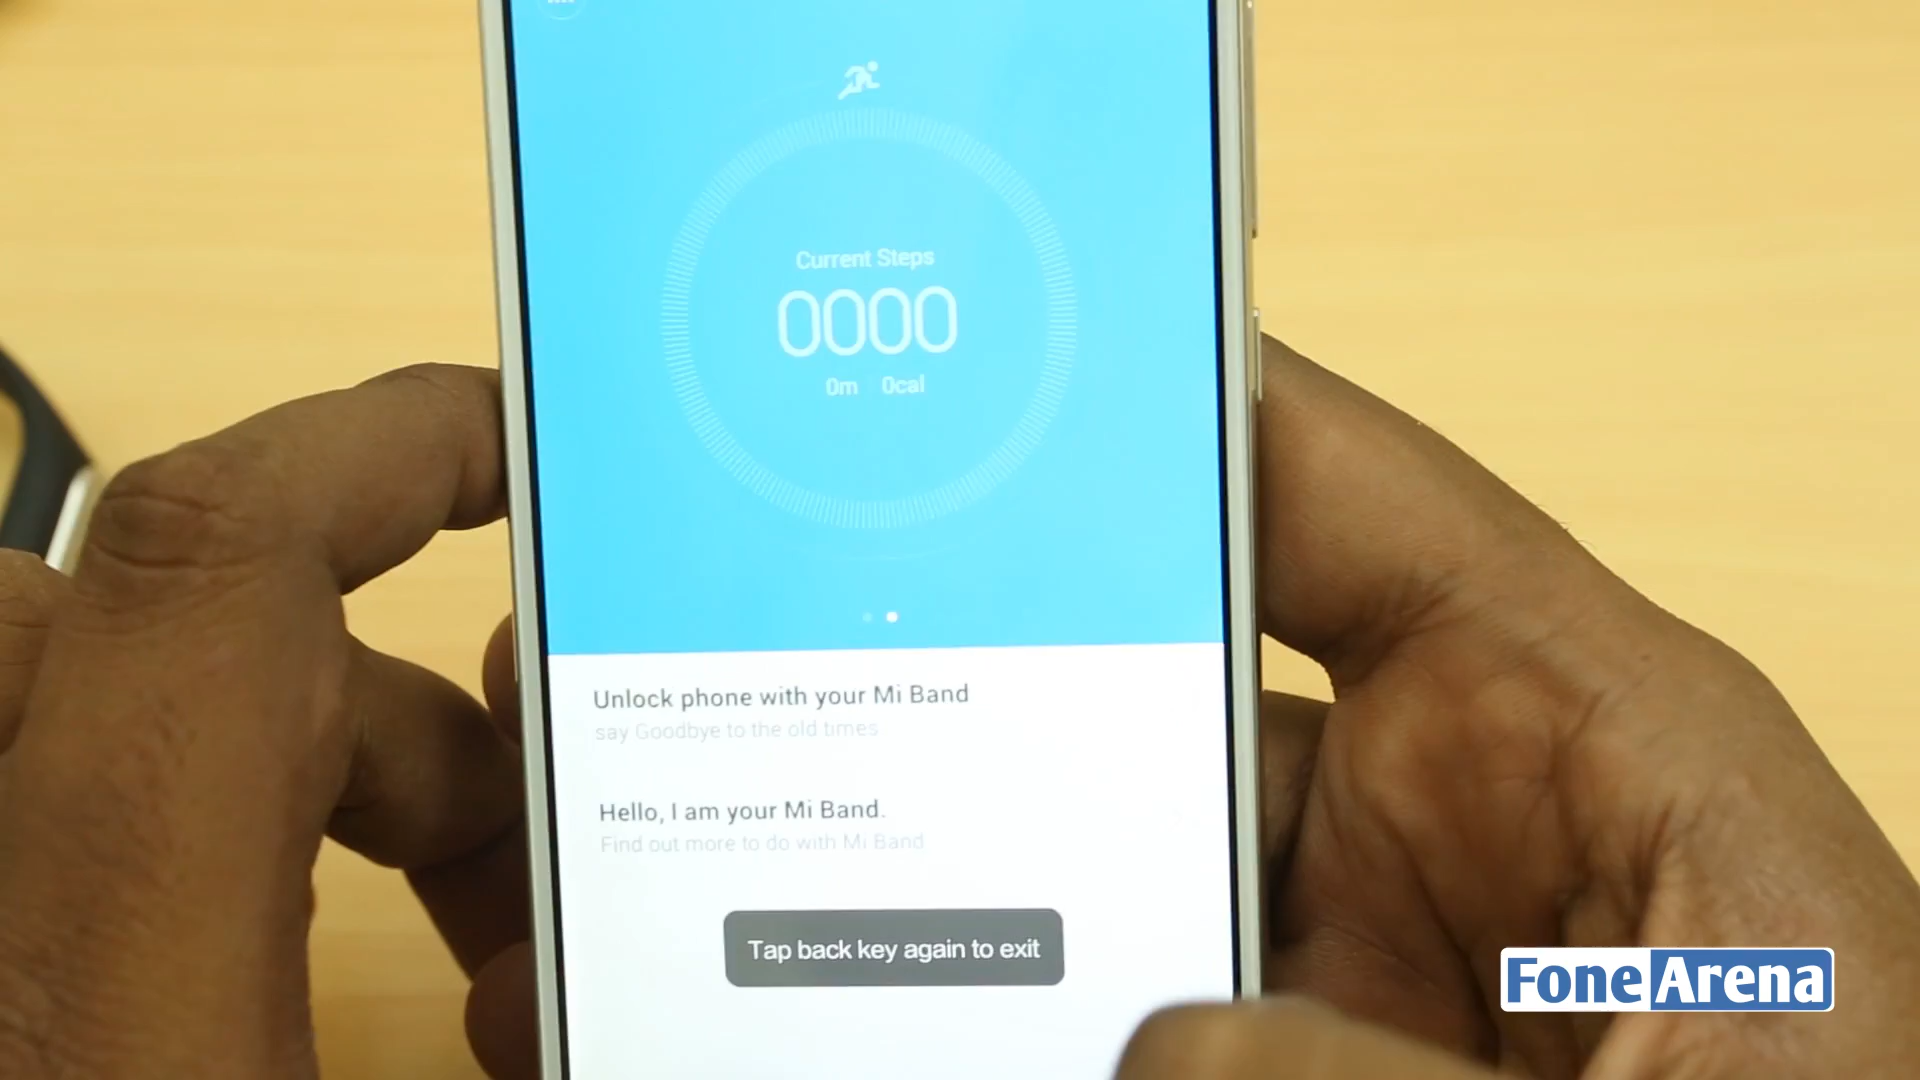 Current Steps
0000
0m 0cal
Unlock phone with your Mi Band
say Goodbye to the old times
Hello, I am your Mi Band.
Find out more to do with Mi Band
Tap back key again to exit
FoneArena